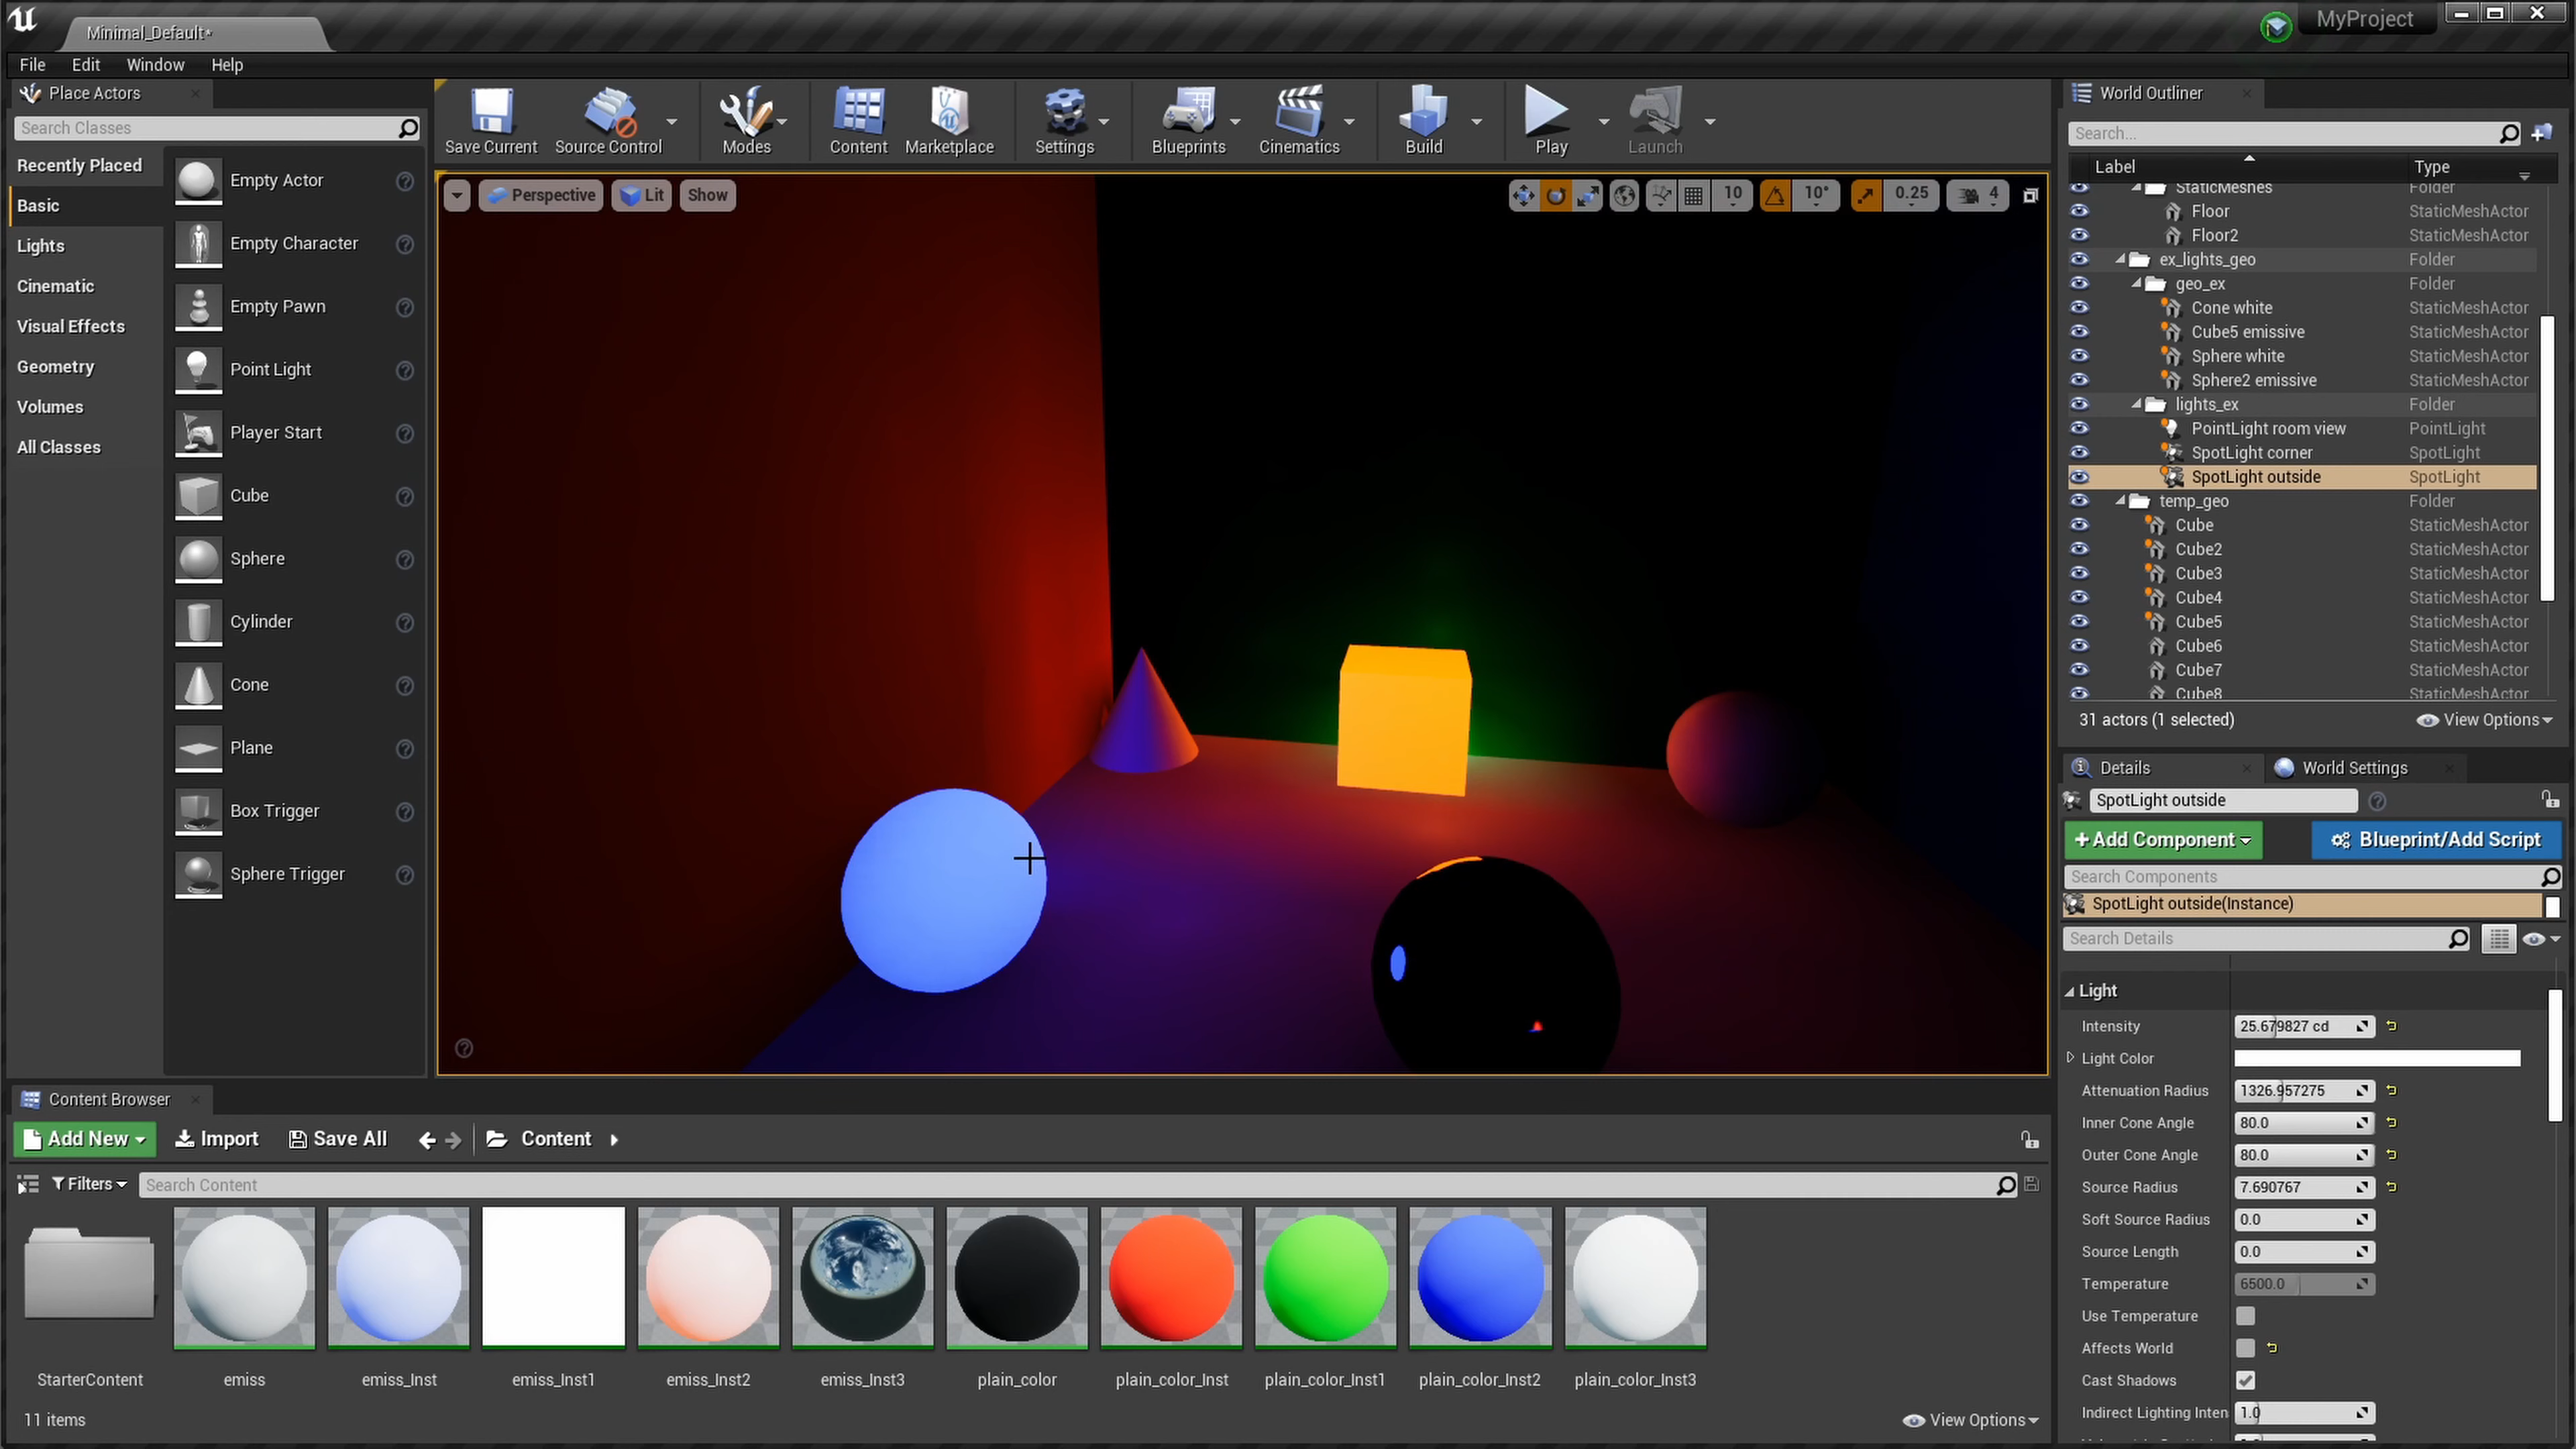 Minimal_Default*
MyProject
File Edit Window Help
Place Actors
Search Classes
Recently Placed
Basic
Lights
Cinematic
Visual Effects
Geometry
Volumes
All Classes
Empty Actor
Empty Character
Empty Pawn
Point Light
Player Start
Cube
Sphere
Cylinder
Cone
Plane
Box Trigger
Sphere Trigger
Save Current Source Control Modes Content Marketplace Settings Blueprints Cinematics Build Play Launch
Perspective Lit Show 10 10° 0.25 4
World Outliner
Search...
Label Type
StaticMeshes Folder
Floor StaticMeshActor
Floor2 StaticMeshActor
ex_lights_geo Folder
geo_ex Folder
Cone white StaticMeshActor
Cube5 emissive StaticMeshActor
Sphere white StaticMeshActor
Sphere2 emissive StaticMeshActor
lights_ex Folder
PointLight room view PointLight
SpotLight corner SpotLight
SpotLight outside SpotLight
temp_geo Folder
Cube StaticMeshActor
Cube2 StaticMeshActor
Cube3 StaticMeshActor
Cube4 StaticMeshActor
Cube5 StaticMeshActor
Cube6 StaticMeshActor
Cube7 StaticMeshActor
Cube8 StaticMeshActor
31 actors (1 selected) View Options
Details World Settings
SpotLight outside
+Add Component Blueprint/Add Script
Search Components
SpotLight outside(Instance)
Search Details
Light
Intensity 25.679827 cd
Light Color
Attenuation Radius 1326.957275
Inner Cone Angle 80.0
Outer Cone Angle 80.0
Source Radius 7.690767
Soft Source Radius 0.0
Source Length 0.0
Temperature 6500.0
Use Temperature
Affects World
Cast Shadows
Indirect Lighting Inten 1.0
Content Browser
Add New Import Save All Content
Filters Search Content
StarterContent emiss emiss_Inst emiss_Inst1 emiss_Inst2 emiss_Inst3 plain_color plain_color_Inst plain_color_Inst1 plain_color_Inst2 plain_color_Inst3
11 items View Options